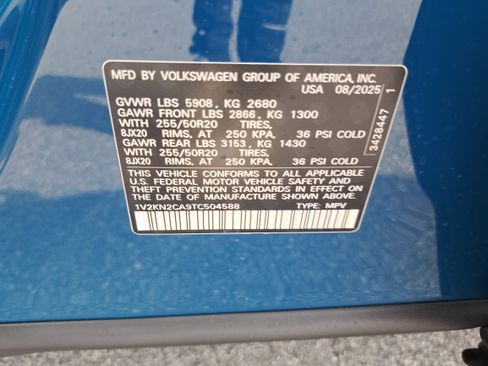 MFD BY VOLKSWAGEN GROUP OF AMERICA, INC.
USA 08/2025
GVWR LBS 5908, KG 2680
GAWR FRONT LBS 2866, KG 1300
WITH 255/50R20 TIRES,
8JX20 RIMS, AT 250 KPA, 36 PSI COLD
GAWR REAR LBS 3153, KG 1430
WITH 255/50R20 TIRES,
8JX20 RIMS, AT 250 KPA, 36 PSI COLD
THIS VEHICLE CONFORMS TO ALL APPLICABLE
U.S. FEDERAL MOTOR VEHICLE SAFETY AND
THEFT PREVENTION STANDARDS IN EFFECT ON
THE DATE OF MANUFACTURE SHOWN ABOVE.
1V2KN2CA9TC504588 TYPE: MPV
3428447 1